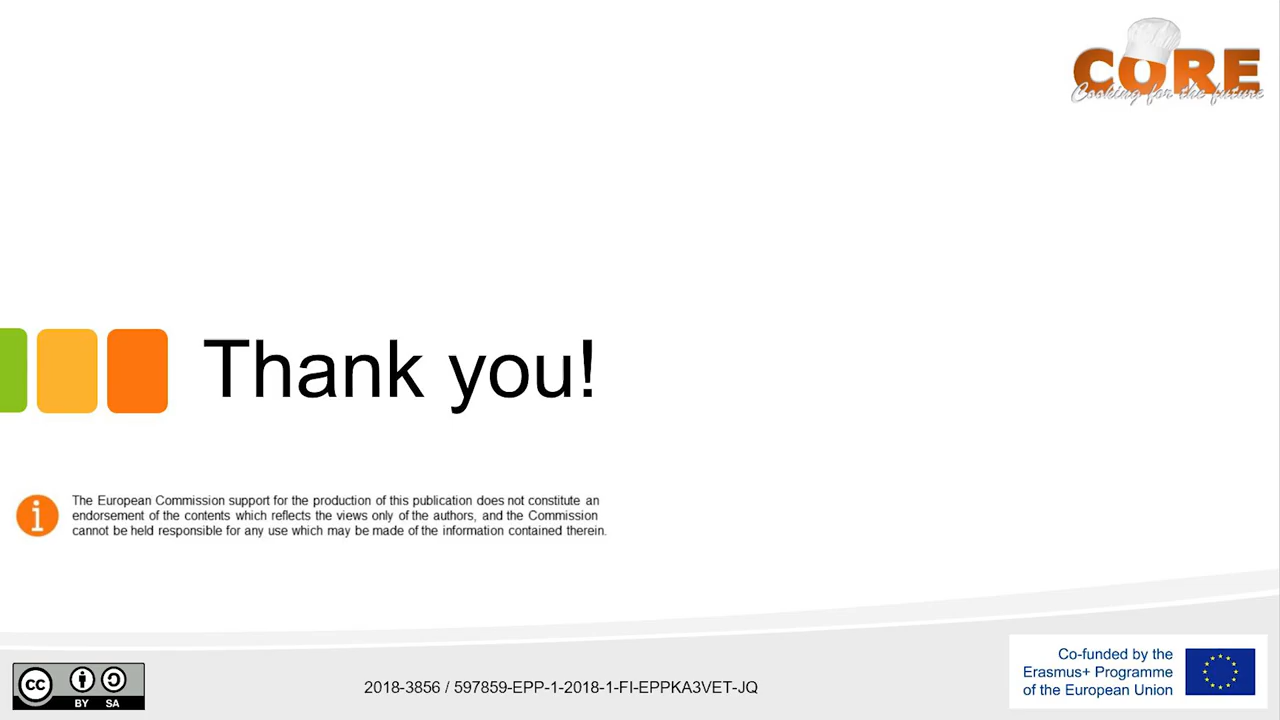 CORE
Cooking for the future
Thank you!
The European Commission support for the production of this publication does not constitute an
endorsement of the contents which reflects the views only of the authors, and the Commission
cannot be held responsible for any use which may be made of the information contained therein.
cc
BY SA
2018-3856 / 597859-EPP-1-2018-1-FI-EPPKA3VET-JQ
Co-funded by the
Erasmus+ Programme
of the European Union